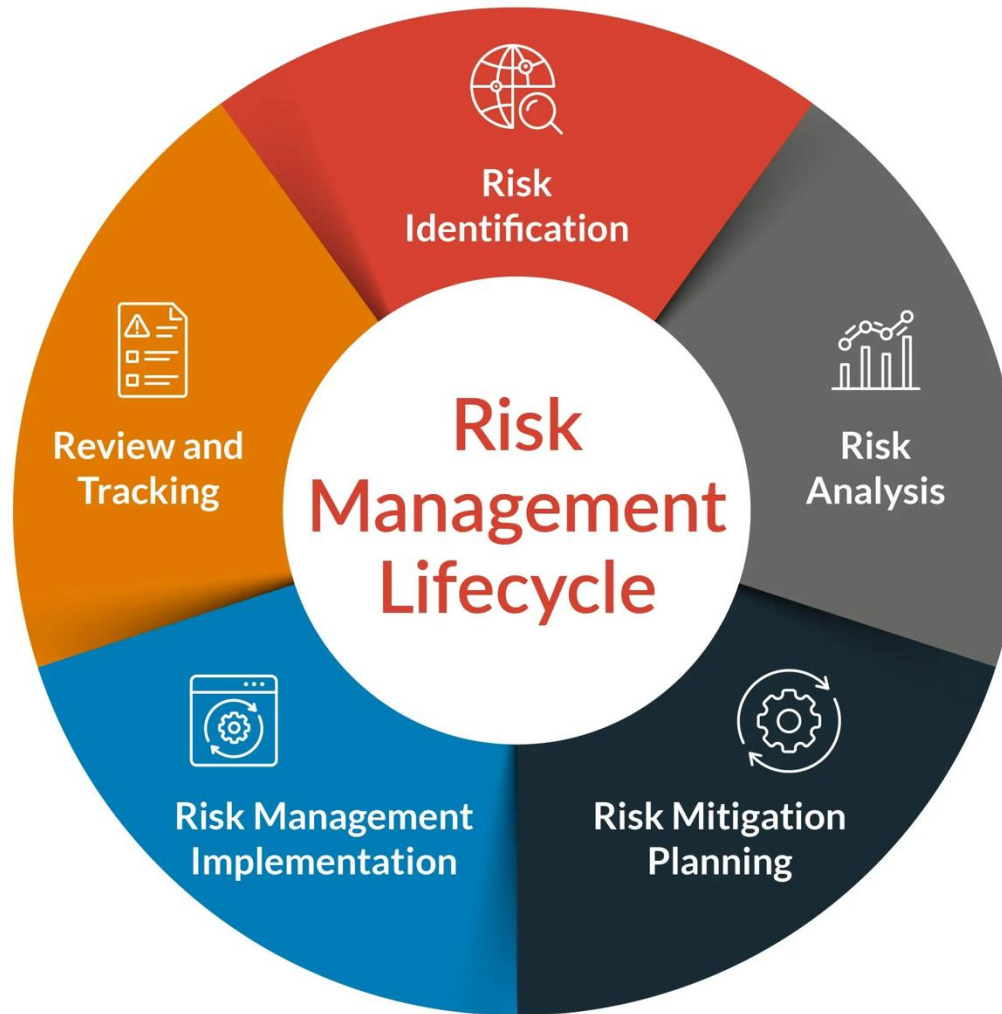 Risk
Identification
Risk
Analysis
Risk Mitigation
Planning
Risk Management
Implementation
Review and
Tracking
Risk
Management
Lifecycle